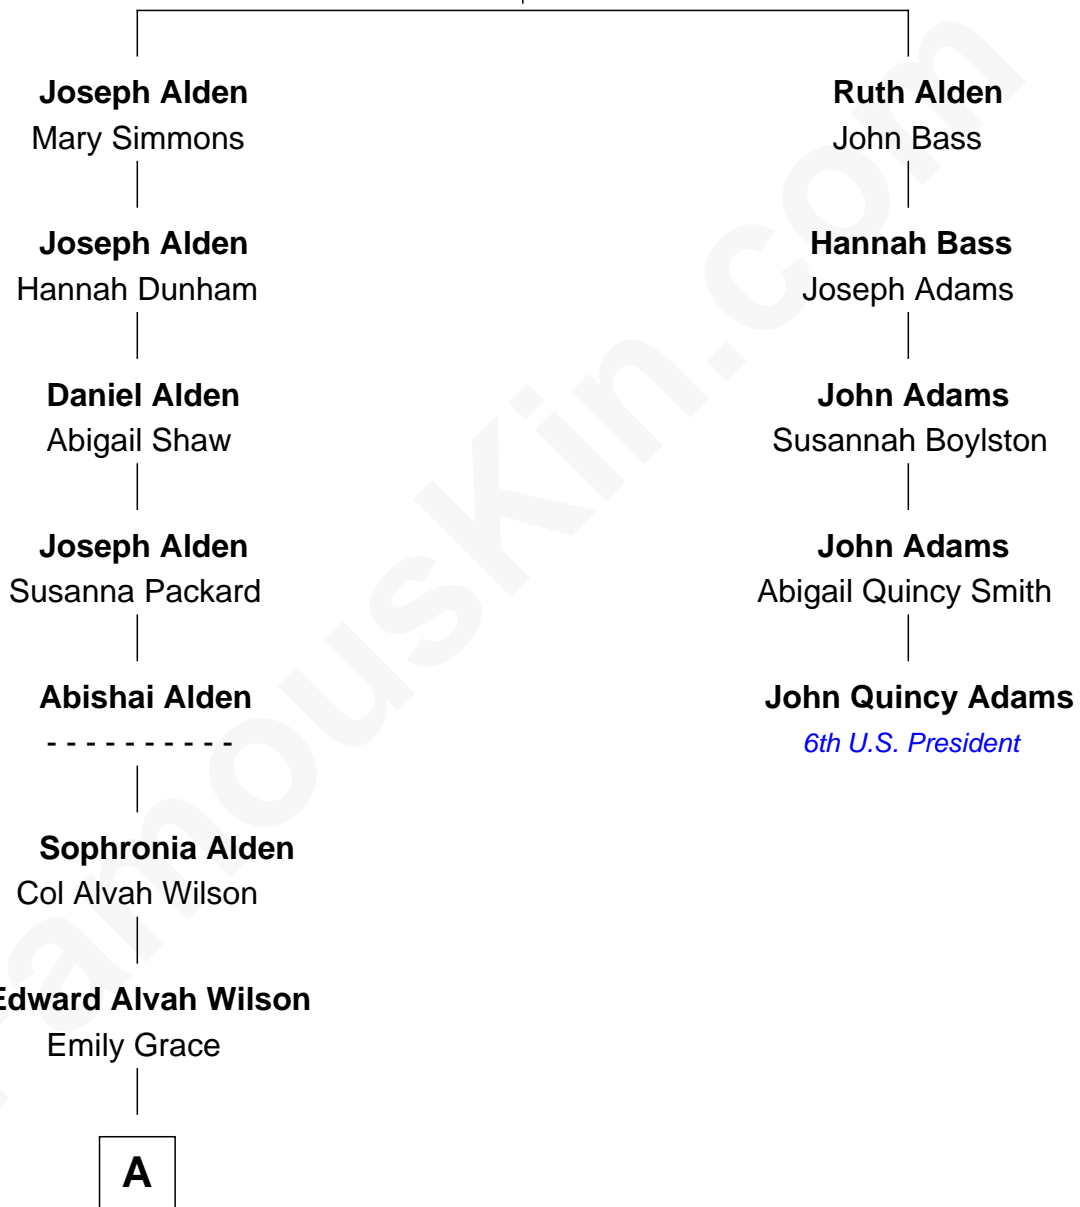 Joseph Alden
Mary Simmons
Ruth Alden
John Bass
Joseph Alden
Hannah Dunham
Hannah Bass
Joseph Adams
Daniel Alden
Abigail Shaw
John Adams
Susannah Boylston
Joseph Alden
Susanna Packard
John Adams
Abigail Quincy Smith
Abishai Alden
- - - - - - - - - -
John Quincy Adams
6th U.S. President
Sophronia Alden
Col Alvah Wilson
Edward Alvah Wilson
Emily Grace
A
FamousKin.com